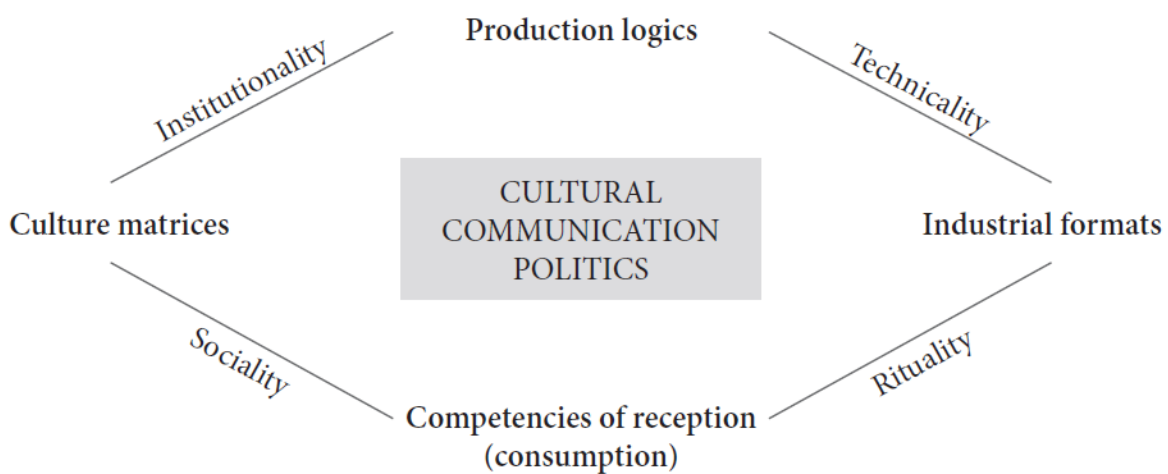 Production logics
Institutionality
Technicality
CULTURAL
COMMUNICATION
POLITICS
Culture matrices
Industrial formats
Sociality
Rituality
Competencies of reception
(consumption)